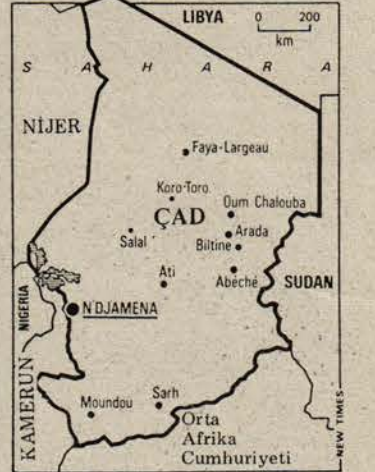 LIBYA
0 200
km
S A H A R A
NİJER
Faya-Largeau
Koro-Toro
Oum Chalouba
ÇAD
Arada
Salal
Biltine
Ati
Abéché
SUDAN
NIGERIA
N'DJAMENA
KAMERUN
Moundou
Sarh
Orta
Afrika
Cumhuriyeti
NEW TIMES